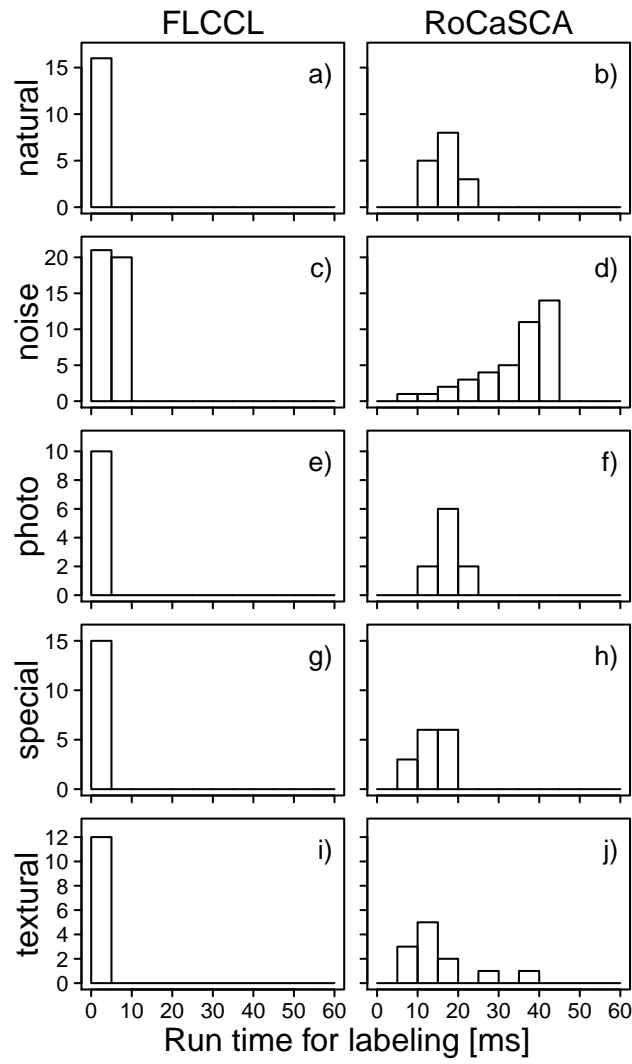 FLCCL RoCaSCA
natural
15
10
5
0
a)
b)
noise
20
15
10
5
0
c)
d)
photo
10
8
6
4
2
0
e)
f)
special
15
10
5
0
g)
h)
textural
12
10
8
6
4
2
0
i)
j)
0 10 20 30 40 50 60 0 10 20 30 40 50 60
Run time for labeling [ms]